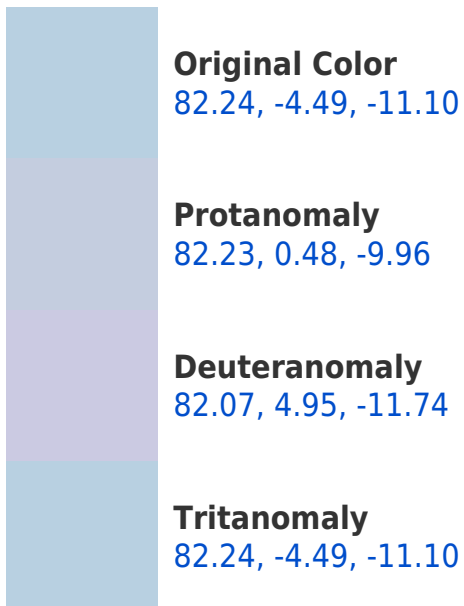 Original Color
82.24, -4.49, -11.10
Protanomaly
82.23, 0.48, -9.96
Deuteranomaly
82.07, 4.95, -11.74
Tritanomaly
82.24, -4.49, -11.10